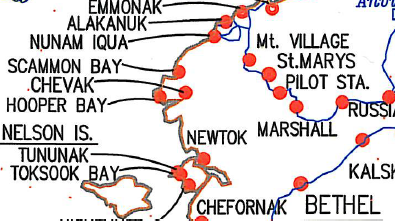 EMMONAK
ALAKANUK
NUNAM IQUA
Mt. VILLAGE
St.MARYS
PILOT STA.
SCAMMON BAY
CHEVAK
HOOPER BAY
MARSHALL
NELSON IS.
NEWTOK
TUNUNAK
TOKSOOK BAY
CHEFORNAK
BETHEL